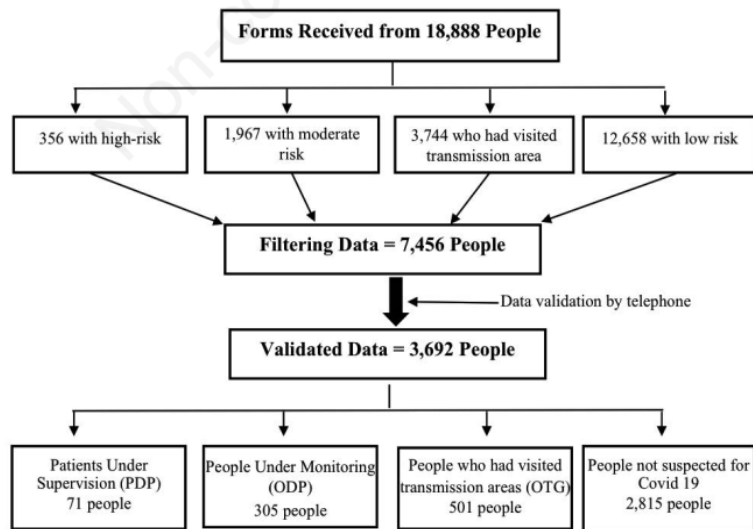 Non-co
Forms Received from 18,888 People
356 with high-risk
1,967 with moderate
risk
3,744 who had visited
transmission area
12,658 with low risk
Filtering Data = 7,456 People
Data validation by telephone
Validated Data = 3,692 People
Patients Under
Supervision (PDP)
71 people
People Under Monitoring
(ODP)
305 people
People who had visited
transmission areas (OTG)
501 people
People not suspected for
Covid 19
2,815 people